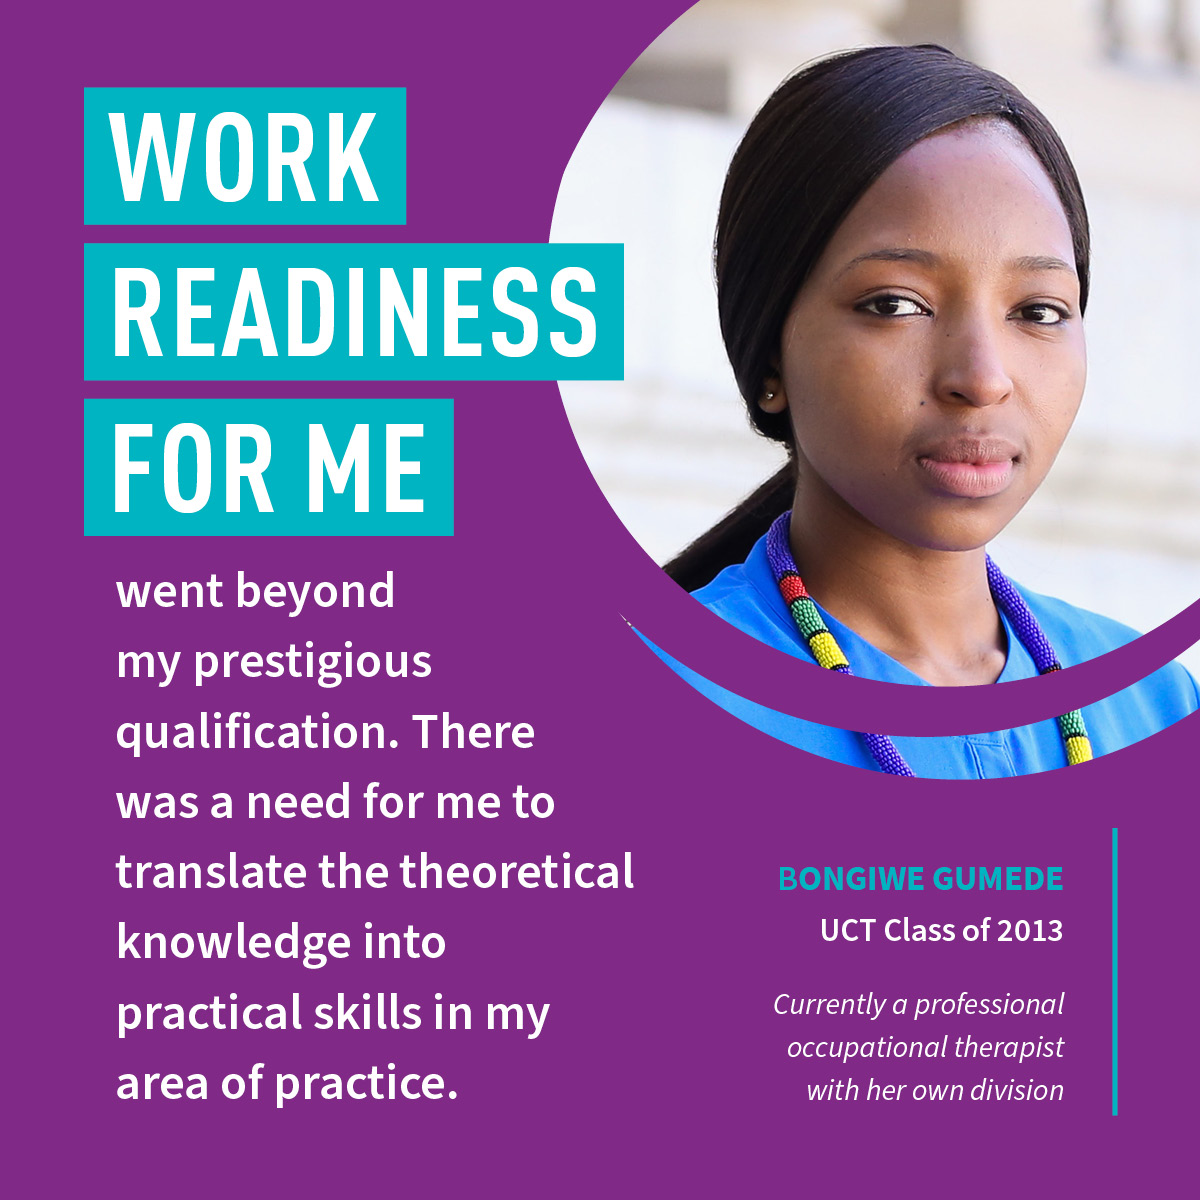 WORK
READINESS
FOR ME
went beyond
my prestigious
qualification. There
was a need for me to
translate the theoretical
knowledge into
practical skills in my
area of practice.
BONGIWE GUMEDE
UCT Class of 2013
Currently a professional
occupational therapist
with her own division